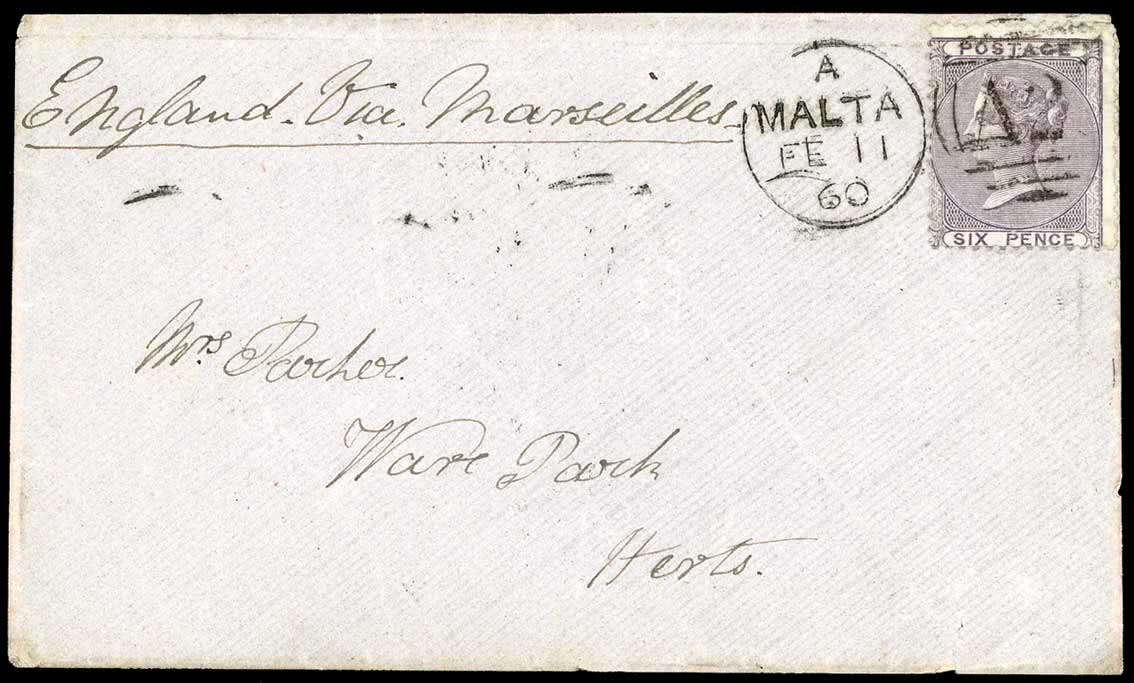 England. Via. Marseilles.
A
MALTA
FE 11
60
POSTAGE
A
SIX PENCE
Mrs. Parker.
Ware Park
Herts.